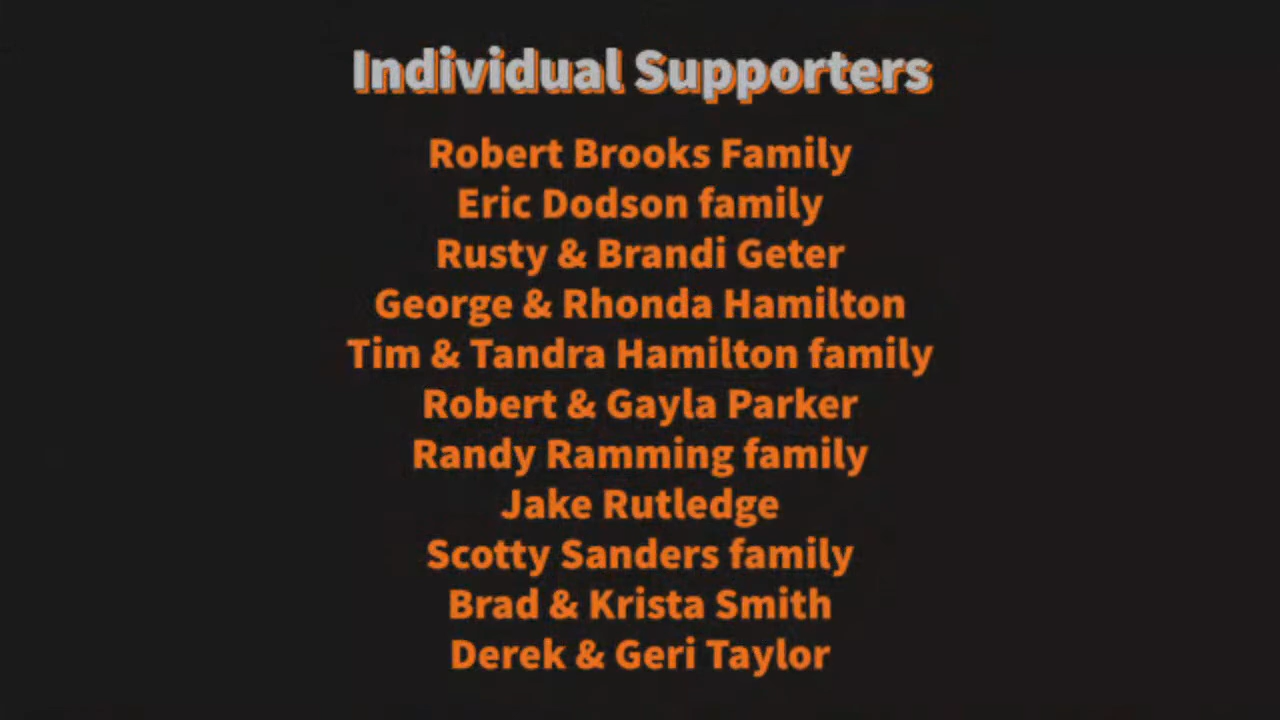 Individual Supporters
Robert Brooks Family
Eric Dodson family
Rusty & Brandi Geter
George & Rhonda Hamilton
Tim & Tandra Hamilton family
Robert & Gayla Parker
Randy Ramming family
Jake Rutledge
Scotty Sanders family
Brad & Krista Smith
Derek & Geri Taylor